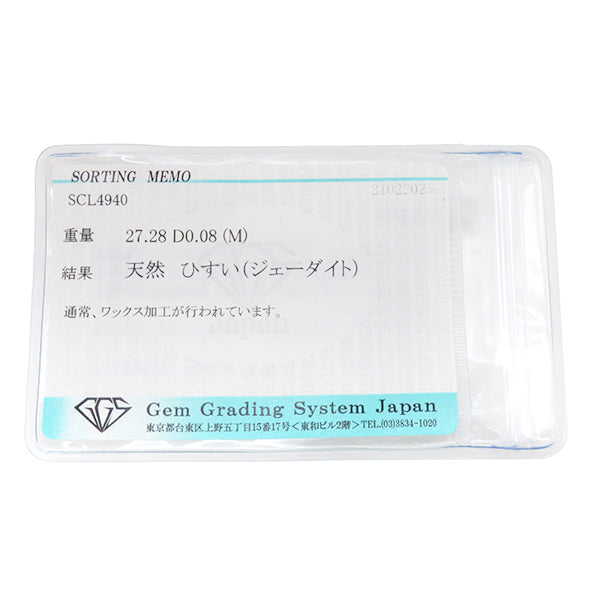 SORTING MEMO
SCL4940
重量 27.28 D0.08 (M)
結果 天然 ひすい(ジェーダイト)
通常、ワックス加工が行われています。
Japan
GGS Gem Grading System Japan
東京都台東区上野五丁目15番17号<東和ビル2階>TEL.(03)3834-1020